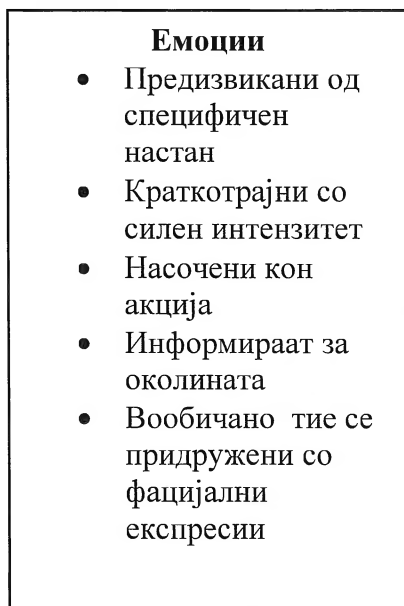 Емоции
• Предизвикани од
специфичен
настан
• Краткотрајни со
силен интензитет
• Насочени кон
акција
• Информираат за
околината
• Вообичано тие се
придружени со
фацијални
експресии